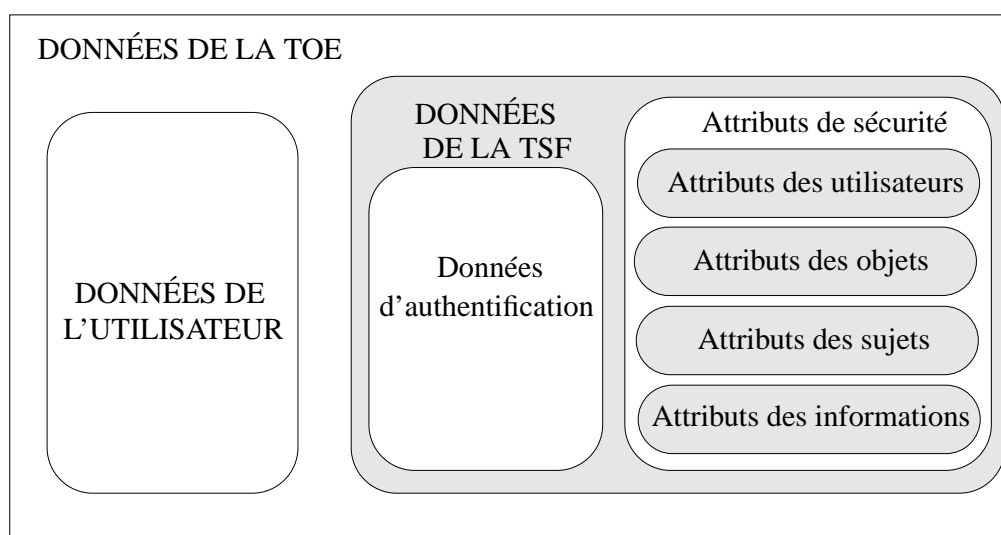 DONNÉES DE LA TOE
DONNÉES DE
L’UTILISATEUR
DONNÉES
DE LA TSF
Données
d’authentification
Attributs de sécurité
Attributs des utilisateurs
Attributs des objets
Attributs des sujets
Attributs des informations